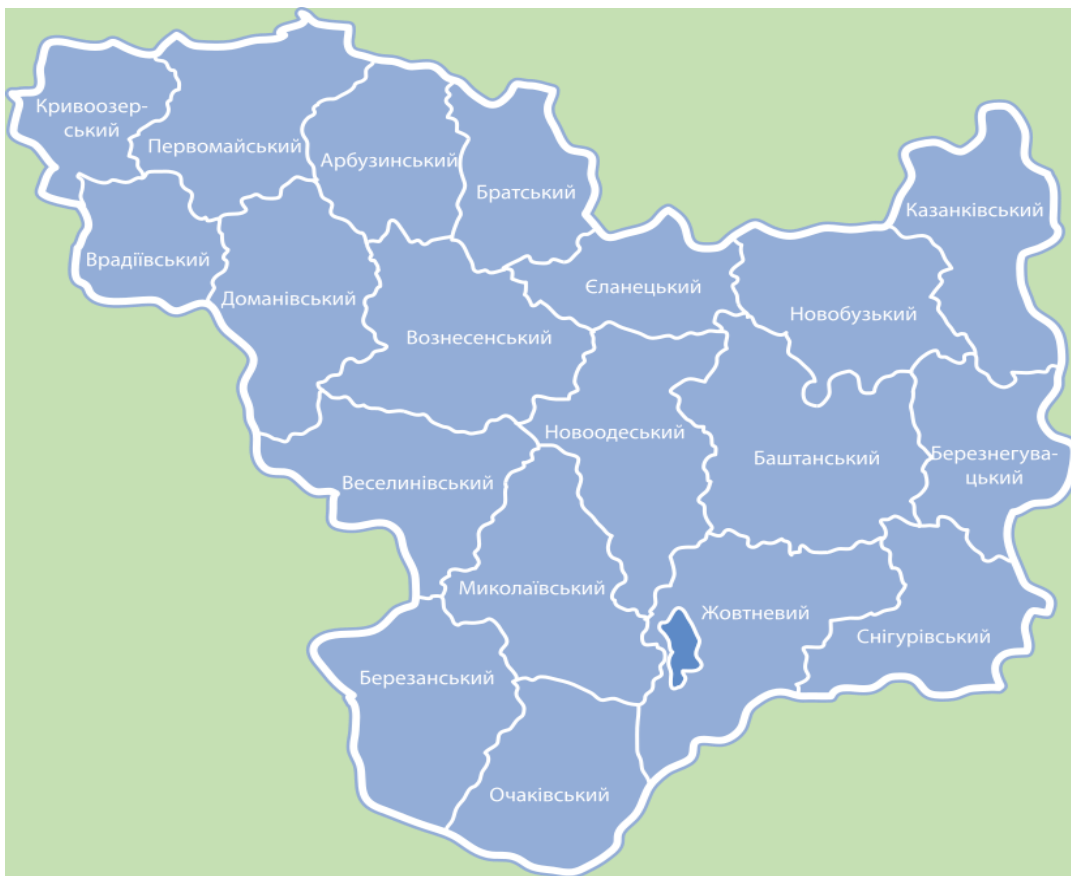 Кривоозер-
ський
Первомайський
Арбузинський
Братський
Казанківський
Врадіївський
Доманівський
Єланецький
Новобузький
Вознесенський
Новоодеський
Баштанський
Березнегува-
цький
Веселинівський
Миколаївський
Жовтневий
Снігурівський
Березанський
Очаківський